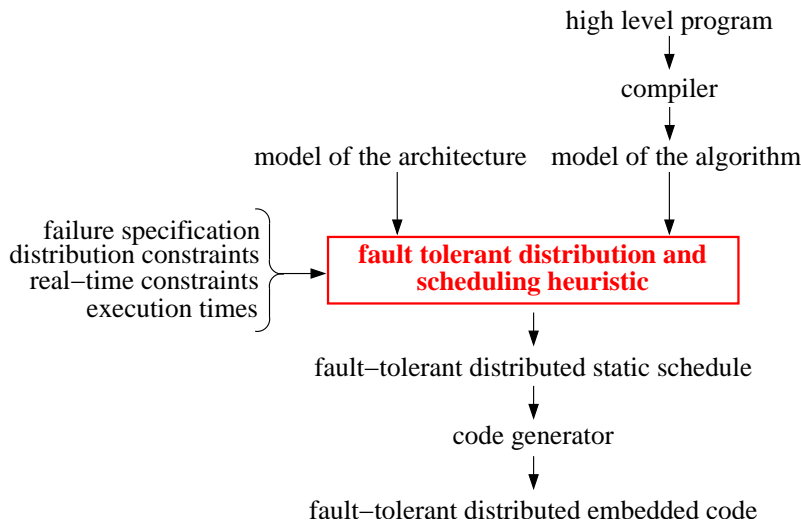 high level program
compiler
model of the architecture
model of the algorithm
failure specification
distribution constraints
real−time constraints
execution times
fault tolerant distribution and
scheduling heuristic
fault−tolerant distributed static schedule
code generator
fault−tolerant distributed embedded code